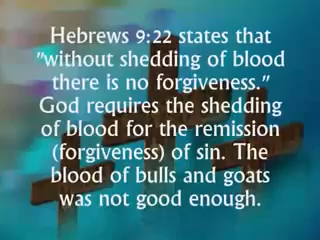 Hebrews 9:22 states that
"without shedding of blood
there is no forgiveness."
God requires the shedding
of blood for the remission
(forgiveness) of sin. The
blood of bulls and goats
was not good enough.